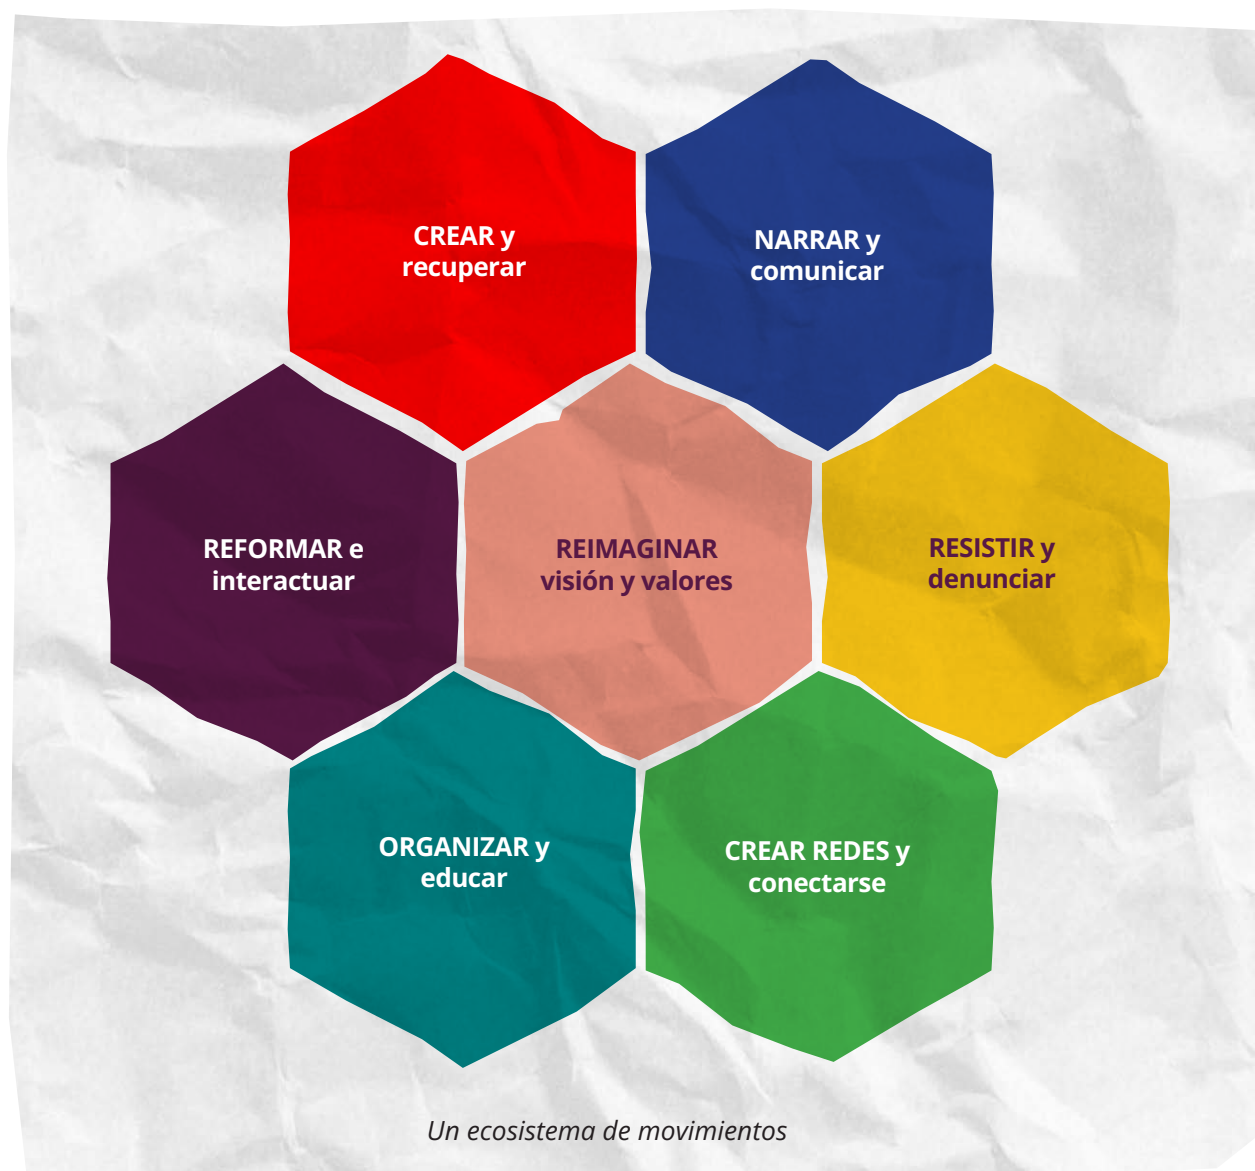 CREAR y
recuperar
NARRAR y
comunicar
REFORMAR e
interactuar
REIMAGINAR
visión y valores
RESISTIR y
denunciar
ORGANIZAR y
educar
CREAR REDES y
conectarse
Un ecosistema de movimientos